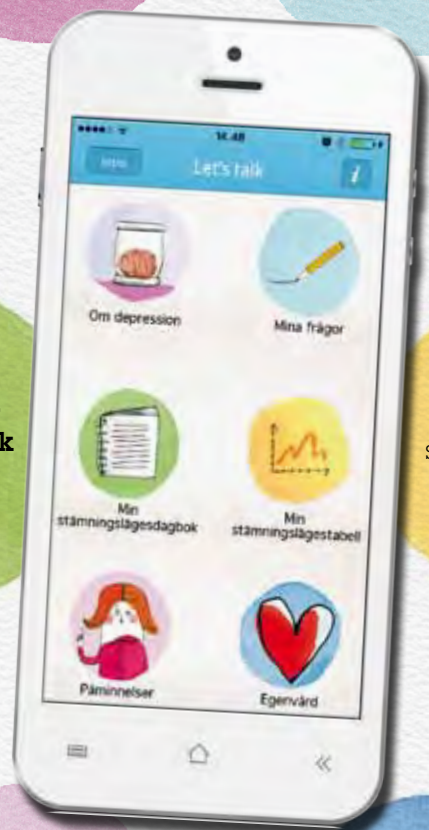 14.48
Let's talk
i
Om depression
Mina frågor
k
s
Min
stämningslägesdagbok
Min
stämningslägestabell
Påminnelser
Egenvård